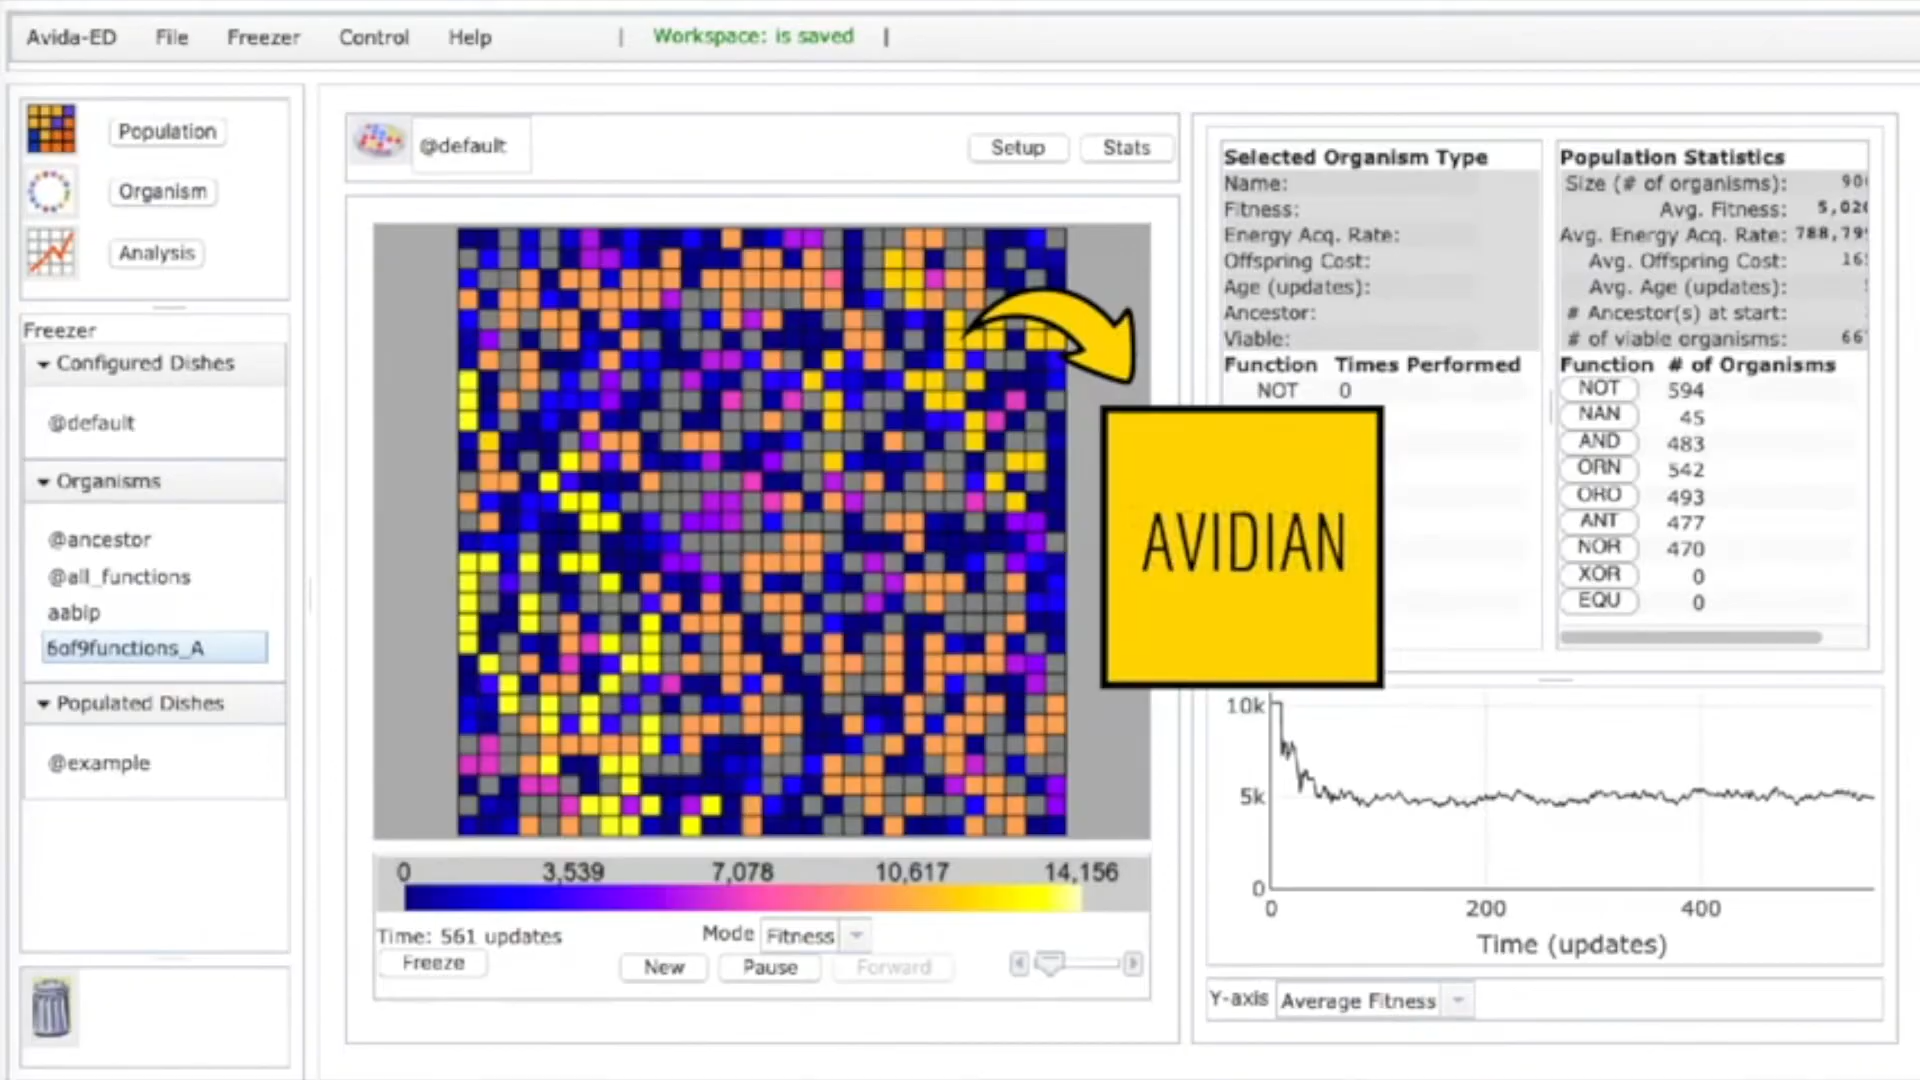 Avida-ED File Freezer Control Help | Workspace: is saved |
Population
Organism
Analysis
Freezer
Configured Dishes
@default
Organisms
@ancestor
@all_functions
aabip
6of9functions_A
Populated Dishes
@example
@default
Setup
Stats
0 3,539 7,078 10,617 14,156
Time: 561 updates
Mode Fitness
Freeze
New
Pause
Forward
Selected Organism Type
Name:
Fitness:
Energy Acq. Rate:
Offspring Cost:
Age (updates):
Ancestor:
Viable:
Function Times Performed
NOT 0
AVIDIAN
Population Statistics
Size (# of organisms):
Avg. Fitness:
Avg. Energy Acq. Rate:
Avg. Offspring Cost:
Avg. Age (updates):
# Ancestor(s) at start:
# of viable organisms:
Function # of Organisms
NOT 594
NAN 45
AND 483
ORN 542
ORO 493
ANT 477
NOR 470
XOR 0
EQU 0
10k
5k
0
0 200 400
Time (updates)
Y-axis Average Fitness